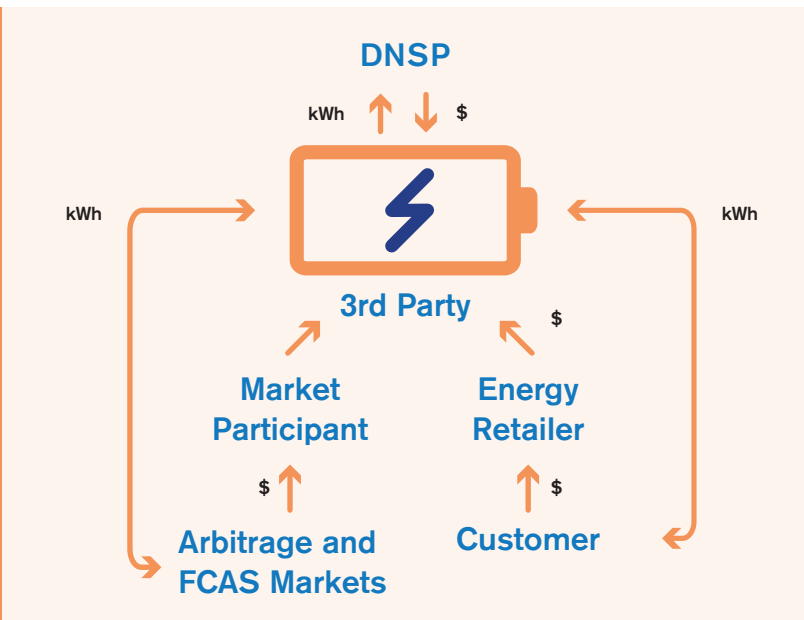 DNSP
kWh
$
kWh
kWh
3rd Party
$
Market
Participant
Energy
Retailer
$
$
Arbitrage and
FCAS Markets
Customer